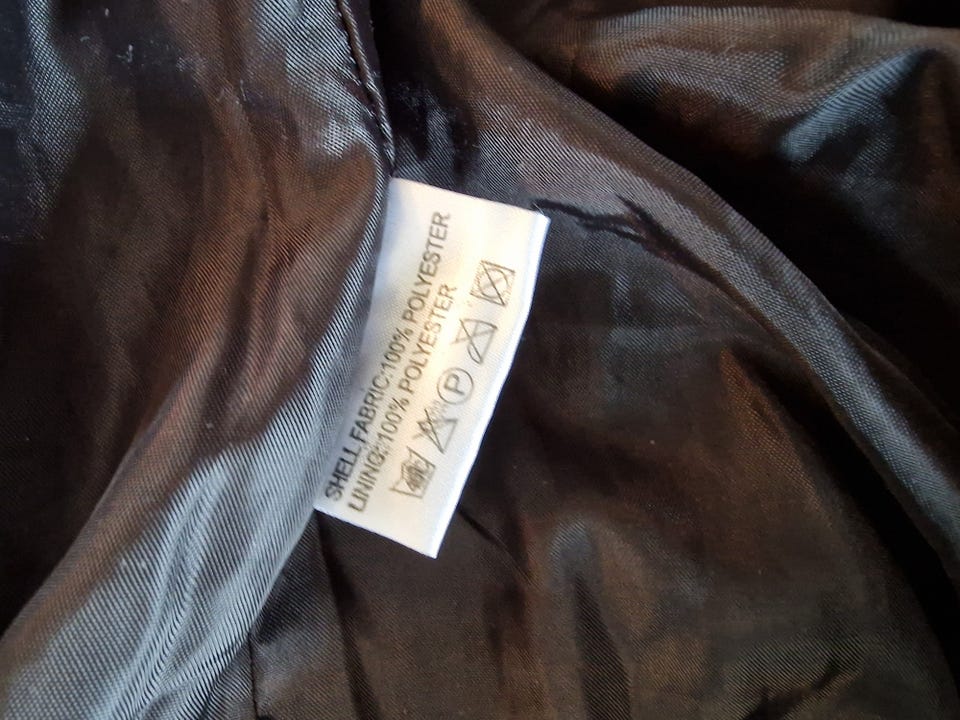 SHELL FABRIC:100% POLYESTER
LINING:100% POLYESTER
P